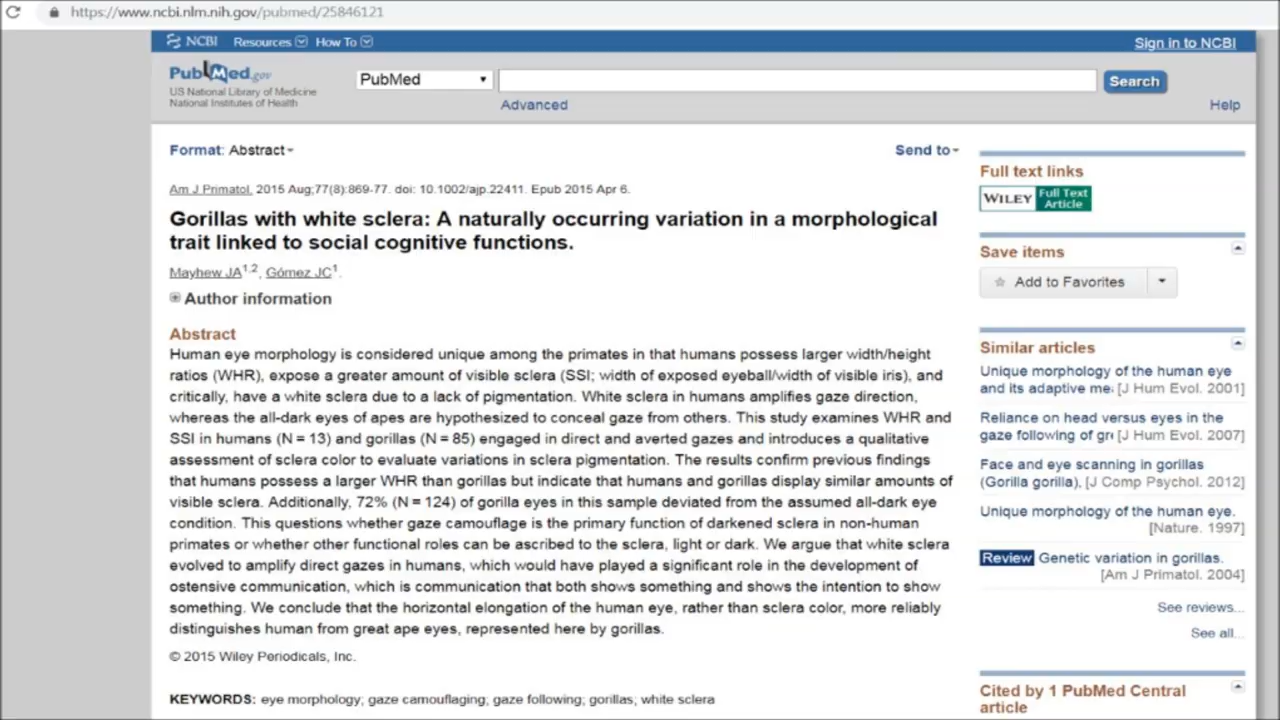 https://www.ncbi.nlm.nih.gov/pubmed/25846121
NCBI Resources How To Sign in to NCBI
PubMed.gov
US National Library of Medicine
National Institutes of Health
PubMed
Search
Advanced
Help
Format: Abstract
Send to
Am J Primatol. 2015 Aug;77(8):869-77. doi: 10.1002/ajp.22411. Epub 2015 Apr 6.
Gorillas with white sclera: A naturally occurring variation in a morphological
trait linked to social cognitive functions.
Mayhew JA1,2, Gómez JC1.
Author information
Abstract
Human eye morphology is considered unique among the primates in that humans possess larger width/height
ratios (WHR), expose a greater amount of visible sclera (SSI; width of exposed eyeball/width of visible iris), and
critically, have a white sclera due to a lack of pigmentation. White sclera in humans amplifies gaze direction,
whereas the all-dark eyes of apes are hypothesized to conceal gaze from others. This study examines WHR and
SSI in humans (N = 13) and gorillas (N = 85) engaged in direct and averted gazes and introduces a qualitative
assessment of sclera color to evaluate variations in sclera pigmentation. The results confirm previous findings
that humans possess a larger WHR than gorillas but indicate that humans and gorillas display similar amounts of
visible sclera. Additionally, 72% (N = 124) of gorilla eyes in this sample deviated from the assumed all-dark eye
condition. This questions whether gaze camouflage is the primary function of darkened sclera in non-human
primates or whether other functional roles can be ascribed to the sclera, light or dark. We argue that white sclera
evolved to amplify direct gazes in humans, which would have played a significant role in the development of
ostensive communication, which is communication that both shows something and shows the intention to show
something. We conclude that the horizontal elongation of the human eye, rather than sclera color, more reliably
distinguishes human from great ape eyes, represented here by gorillas.
© 2015 Wiley Periodicals, Inc.
KEYWORDS: eye morphology; gaze camouflaging; gaze following; gorillas; white sclera
Full text links
WILEY Full Text
Article
Save items
Add to Favorites
Similar articles
Unique morphology of the human eye
and its adaptive me [J Hum Evol. 2001]
Reliance on head versus eyes in the
gaze following of gr [J Hum Evol. 2007]
Face and eye scanning in gorillas
(Gorilla gorilla). [J Comp Psychol. 2012]
Unique morphology of the human eye.
[Nature. 1997]
Review Genetic variation in gorillas.
[Am J Primatol. 2004]
See reviews...
See all...
Cited by 1 PubMed Central
article